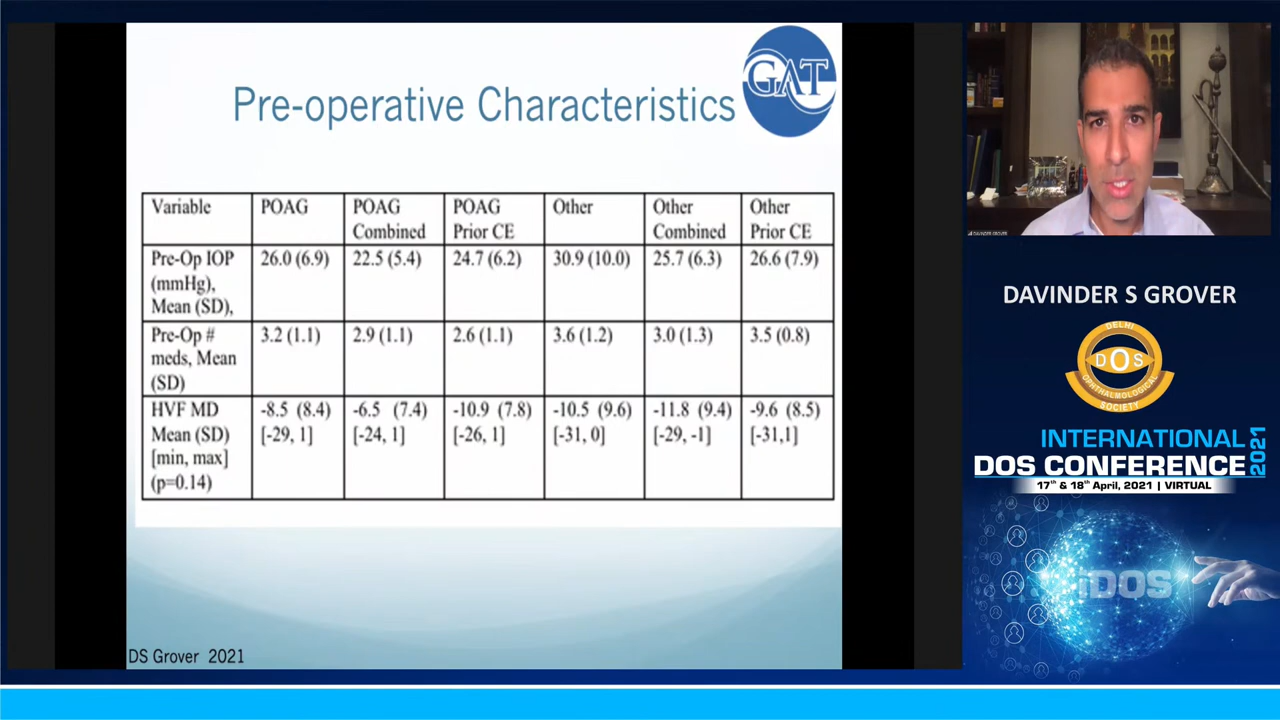 Pre-operative Characteristics
GAT
Variable POAG POAG Combined POAG Prior CE Other Other Combined Other Prior CE
Pre-Op IOP (mmHg), Mean (SD), 26.0 (6.9) 22.5 (5.4) 24.7 (6.2) 30.9 (10.0) 25.7 (6.3) 26.6 (7.9)
Pre-Op # meds, Mean (SD) 3.2 (1.1) 2.9 (1.1) 2.6 (1.1) 3.6 (1.2) 3.0 (1.3) 3.5 (0.8)
HVF MD Mean (SD) [min, max] (p=0.14) -8.5 (8.4) [-29, 1] -6.5 (7.4) [-24, 1] -10.9 (7.8) [-26, 1] -10.5 (9.6) [-31, 0] -11.8 (9.4) [-29, -1] -9.6 (8.5) [-31,1]
DS Grover 2021
DAVINDER GROVER
DAVINDER S GROVER
DELHI
DOS
OPHTHALMOLOGICAL
SOCIETY
INTERNATIONAL
DOS CONFERENCE
2021
17th & 18th April, 2021 | VIRTUAL
iDOS